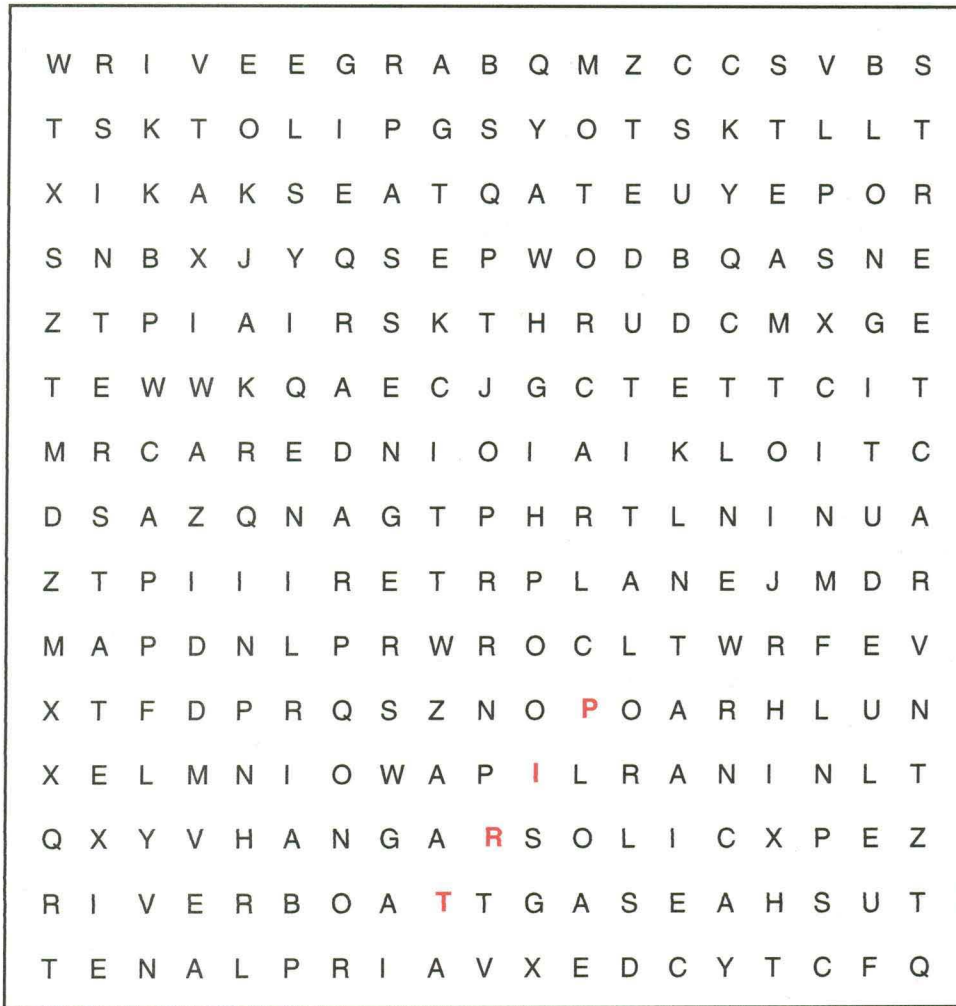 W R I V E E G R A B Q M Z C C S V B S
T S K T O L I P G S Y O T S K T L L T
X I K A K S E A T Q A T E U Y E P O R
S N B X J Y Q S E P W O D B Q A S N E
Z T P I A I R S K T H R U D C M X G E
T E W W K Q A E C J G C T E T T C I T
M R C A R E D N I O I A I K L O I T C
D S A Z Q N A G T P H R T L N I N U A
Z T P I I I R E T R P L A N E J M D R
M A P D N L P R W R O C L T W R F E V
X T F D P R Q S Z N O P O A R H L U N
X E L M N I O W A P I L R A N I N L T
Q X Y V H A N G A R S O L I C X P E Z
R I V E R B O A T T G A S E A H S U T
T E N A L P R I A V X E D C Y T C F Q